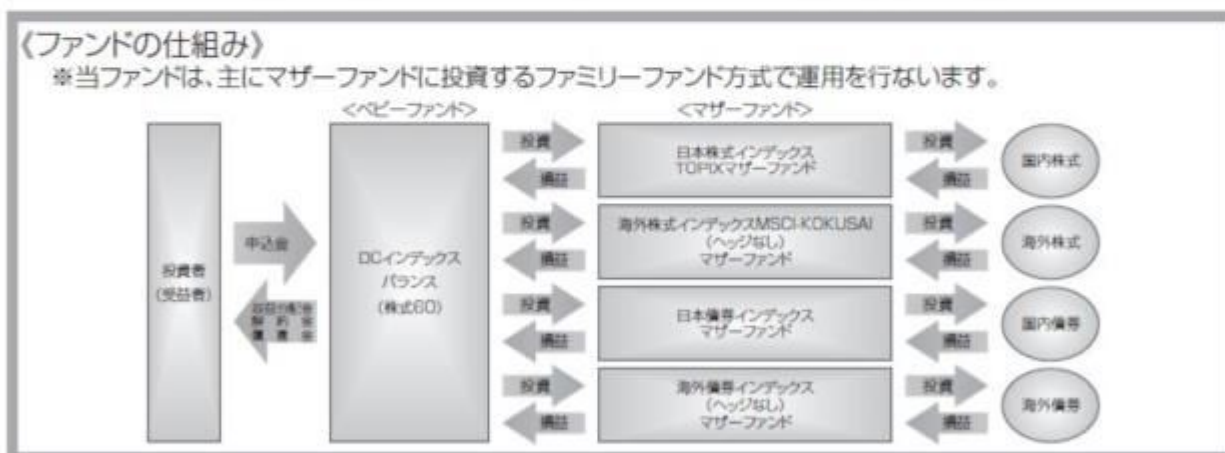 《ファンドの仕組み》
※当ファンドは、主にマザーファンドに投資するファミリーファンド方式で運用を行ないます。
<ベビーファンド>
<マザーファンド>
投資者
(受益者)
申込金
収益分配金
解約金
償還金
DCインデックス
バランス
(株式60)
投資
損益
日本株式インデックス
TOPIXマザーファンド
投資
損益
国内株式
投資
損益
海外株式インデックスMSCI-KOKUSAI
(ヘッジなし)
マザーファンド
投資
損益
海外株式
投資
損益
日本債券インデックス
マザーファンド
投資
損益
国内債券
投資
損益
海外債券インデックス
(ヘッジなし)
マザーファンド
投資
損益
海外債券